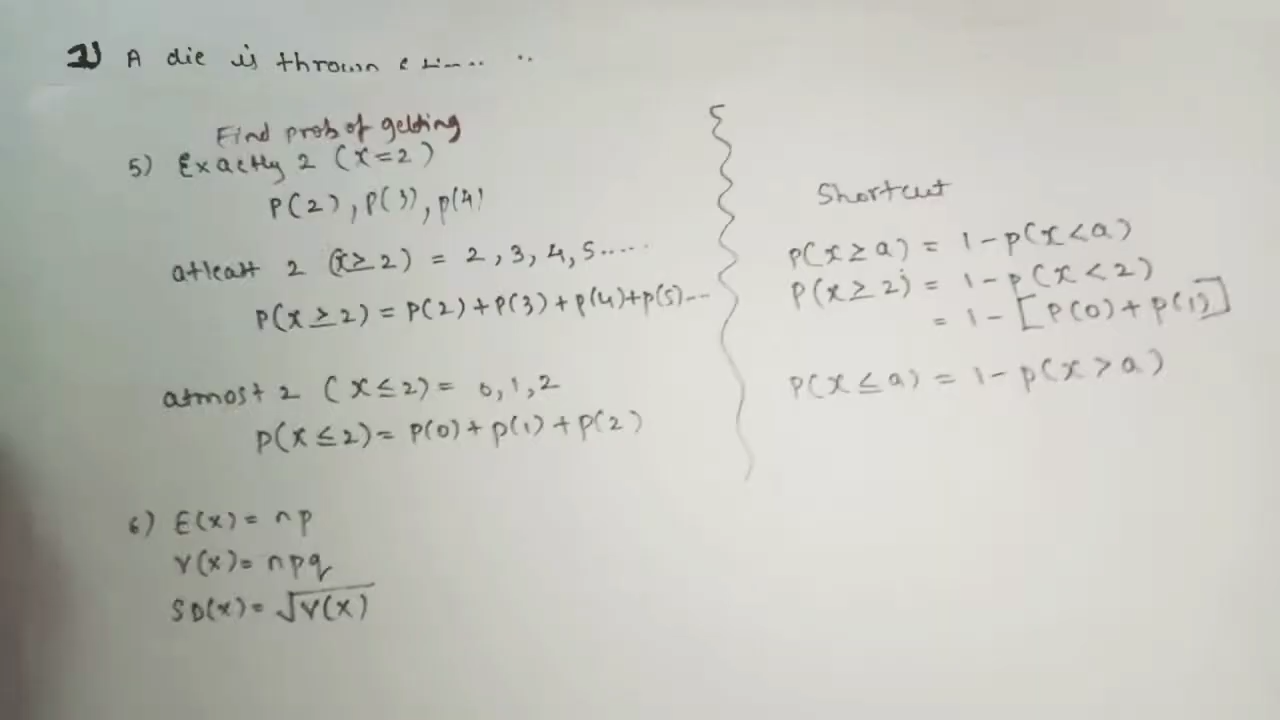 2) A die is thrown
Find prob of getting
5) Exactly 2 (x=2)
P(2), P(3), P(4)
atleast 2 (x≥2) = 2, 3, 4, 5.....
P(x≥2) = P(2)+P(3)+P(4)+P(5)...
atmost 2 (x≤2) = 0, 1, 2
P(x≤2) = P(0)+P(1)+P(2)
6) E(x) = np
V(x) = npq
SD(x) = √V(x)
Shortcut
P(x≥a) = 1-P(x<a)
P(x≥2) = 1-P(x<2)
= 1-[P(0)+P(1)]
P(x≤a) = 1-P(x>a)